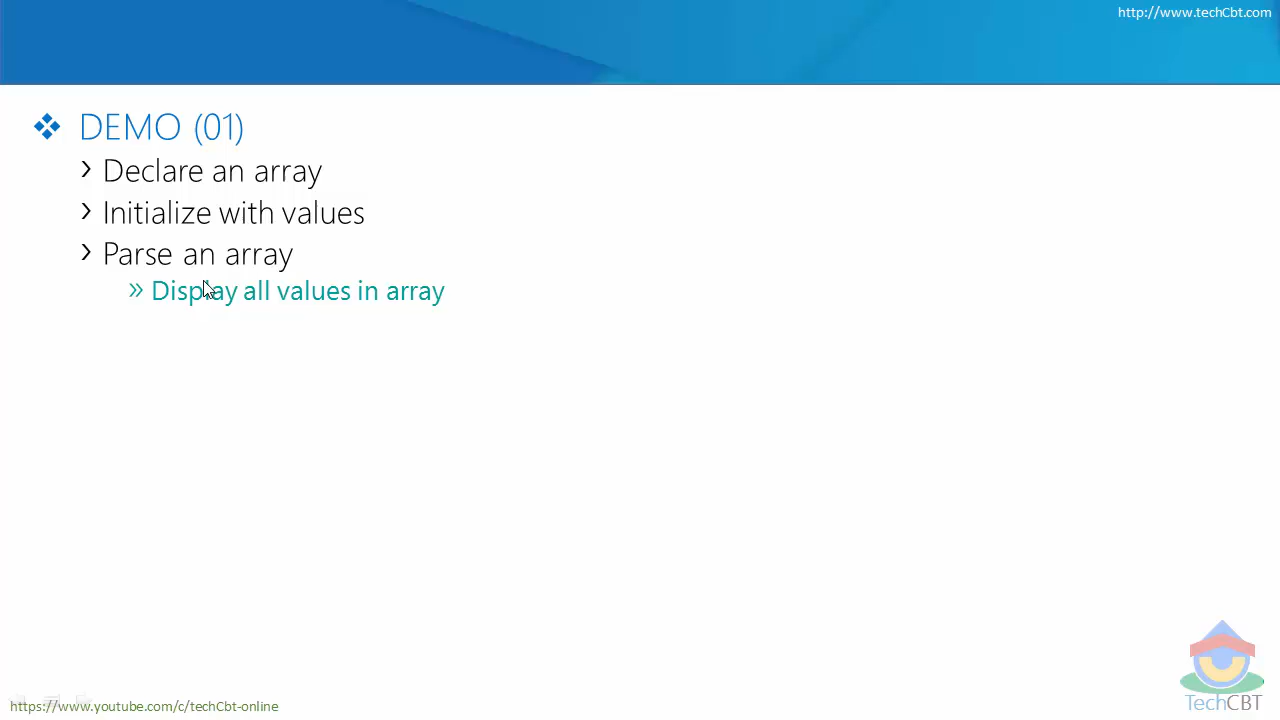 http://www.techCbt.com
DEMO (01)
Declare an array
Initialize with values
Parse an array
Display all values in array
TechCBT
https://www.youtube.com/c/techCbt-online